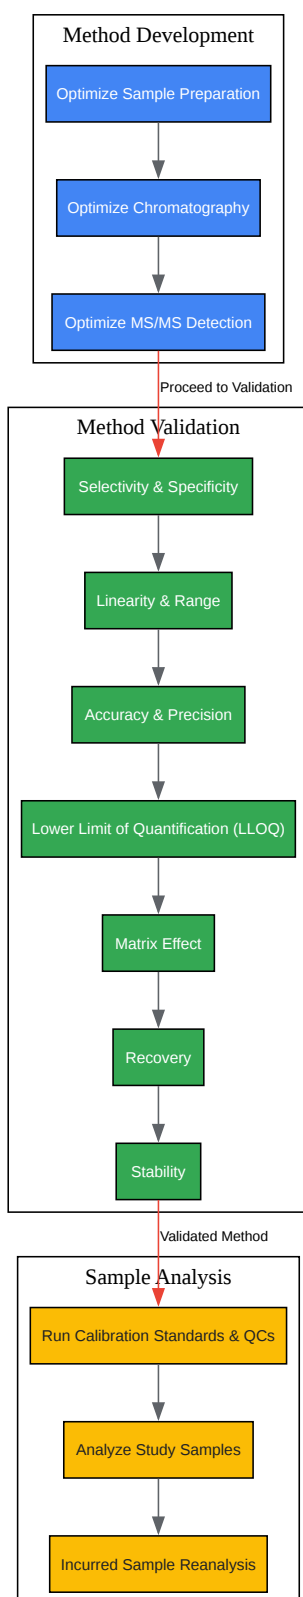 Method Development
Optimize Sample Preparation
Optimize Chromatography
Optimize MS/MS Detection
Proceed to Validation
Method Validation
Selectivity & Specificity
Linearity & Range
Accuracy & Precision
Lower Limit of Quantification (LLOQ)
Matrix Effect
Recovery
Stability
Validated Method
Sample Analysis
Run Calibration Standards & QCs
Analyze Study Samples
Incurred Sample Reanalysis